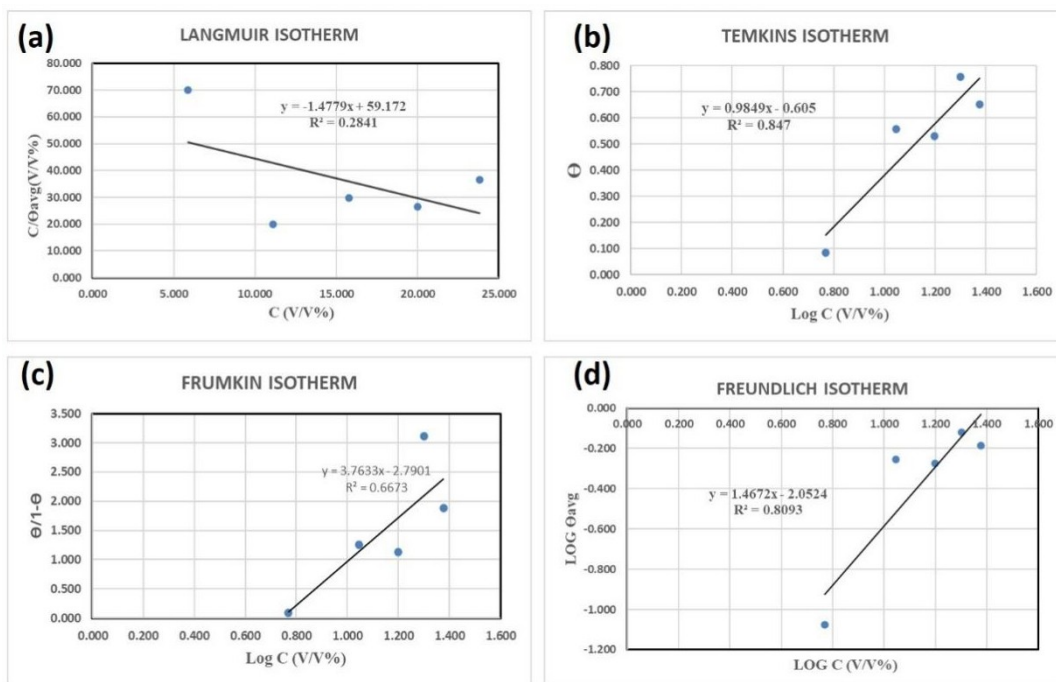 (a)
LANGMUIR ISOTHERM
C/Өavg(V/V%)
80.000
70.000
60.000
50.000
40.000
30.000
20.000
10.000
0.000
y = -1.4779x + 59.172
R² = 0.2841
0.000 5.000 10.000 15.000 20.000 25.000
C (V/V%)
(b)
TEMKINS ISOTHERM
Ө
0.800
0.700
0.600
0.500
0.400
0.300
0.200
0.100
0.000
y = 0.9849x - 0.605
R² = 0.847
0.000 0.200 0.400 0.600 0.800 1.000 1.200 1.400 1.600
Log C (V/V%)
(c)
FRUMKIN ISOTHERM
Ө/1-Ө
3.500
3.000
2.500
2.000
1.500
1.000
0.500
0.000
y = 3.7633x - 2.7901
R² = 0.6673
0.000 0.200 0.400 0.600 0.800 1.000 1.200 1.400 1.600
Log C (V/V%)
(d)
FREUNDLICH ISOTHERM
LOG Өavg
0.000
-0.200
-0.400
-0.600
-0.800
-1.000
-1.200
0.000 0.200 0.400 0.600 0.800 1.000 1.200 1.400 1.600
y = 1.4672x - 2.0524
R² = 0.8093
LOG C (V/V%)